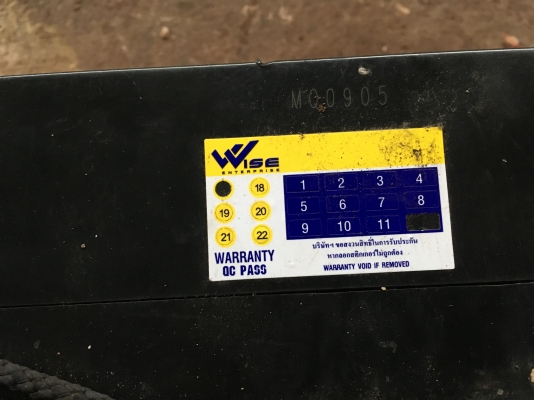 MC0905
WISE
ENTERPRISE
18
19 20
21 22
WARRANTY
QC PASS
1 2 3 4
5 6 7 8
9 10 11
บริษัทฯ ขอสงวนสิทธิ์ในการรับประกัน
หากลอกสติกเกอร์ไม่ถูกต้อง
WARRANTY VOID IF REMOVED